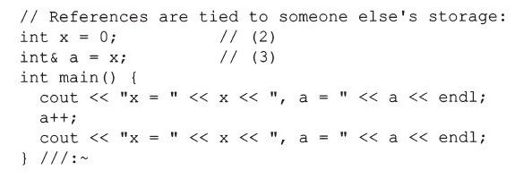 // References are tied to someone else's storage:
int x = 0;           // (2)
int& a = x;          // (3)
int main() {
  cout << "x = " << x << ", a = " << a << endl;
  a++;
  cout << "x = " << x << ", a = " << a << endl;
} ///:~